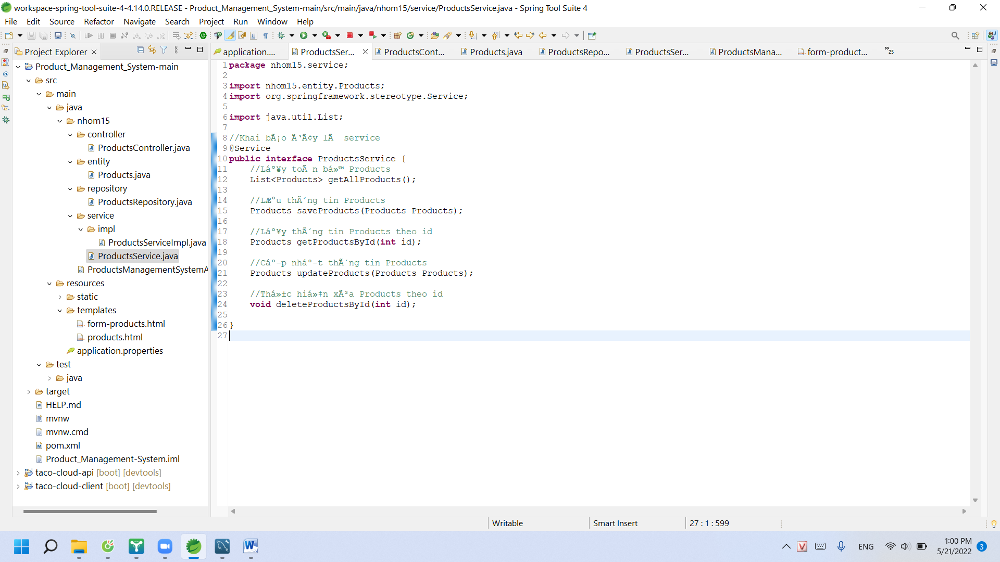 workspace-spring-tool-suite-4-4.14.0.RELEASE - Product_Management_System-main/src/main/java/nhom15/service/ProductsService.java - Spring Tool Suite 4
File Edit Source Refactor Navigate Search Project Run Window Help
Project Explorer
application....
ProductsSer...
ProductsCont...
Products.java
ProductsRepo...
ProductsSer...
ProductsMana...
form-product...
»25
Product_Management_System-main
src
main
java
nhom15
controller
ProductsController.java
entity
Products.java
repository
ProductsRepository.java
service
impl
ProductsServiceImpl.java
ProductsService.java
ProductsManagementSystemA
resources
static
templates
form-products.html
products.html
application.properties
test
java
target
HELP.md
mvnw
mvnw.cmd
pom.xml
Product_Management-System.iml
taco-cloud-api [boot] [devtools]
taco-cloud-client [boot] [devtools]
1 package nhom15.service;
2
3 import nhom15.entity.Products;
4 import org.springframework.stereotype.Service;
5
6 import java.util.List;
7
8 //Khai bÃ¡o Ä‘Ã¢y lÃ  service
9 @Service
10 public interface ProductsService {
11 //Láº¥y toÃ n bá»™ Products
12 List<Products> getAllProducts();
13
14 //LÆ°u thÃ´ng tin Products
15 Products saveProducts(Products Products);
16
17 //Láº¥y thÃ´ng tin Products theo id
18 Products getProductsById(int id);
19
20 //Cáº­p nháº­t thÃ´ng tin Products
21 Products updateProducts(Products Products);
22
23 //Thá»±c hiá»‡n xÃ³a Products theo id
24 void deleteProductsById(int id);
25
26 }
27
Writable
Smart Insert
27 : 1 : 599
ENG
1:00 PM
5/21/2022
3